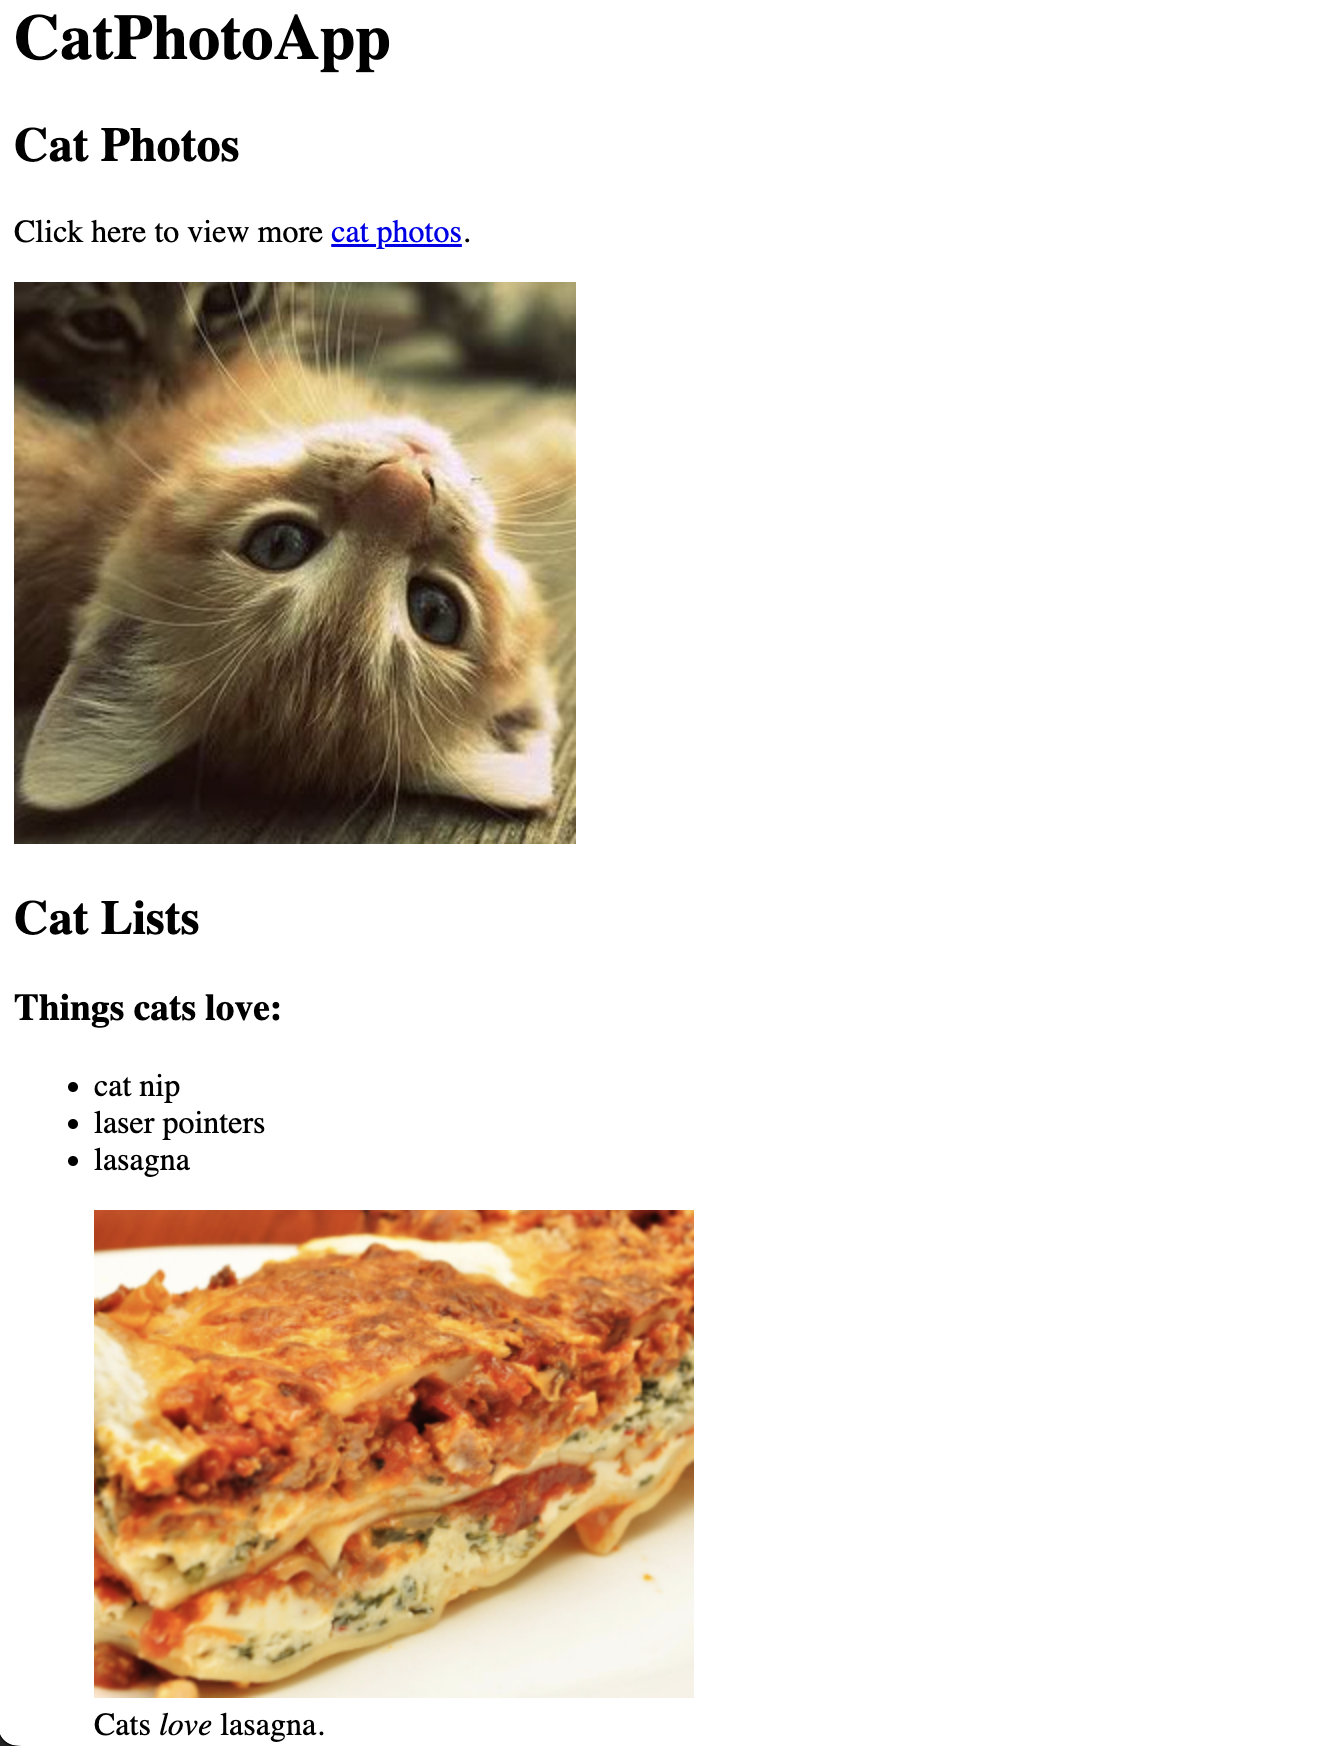 CatPhotoApp
Cat Photos
Click here to view more cat photos.
Cat Lists
Things cats love:
cat nip
laser pointers
lasagna
Cats love lasagna.